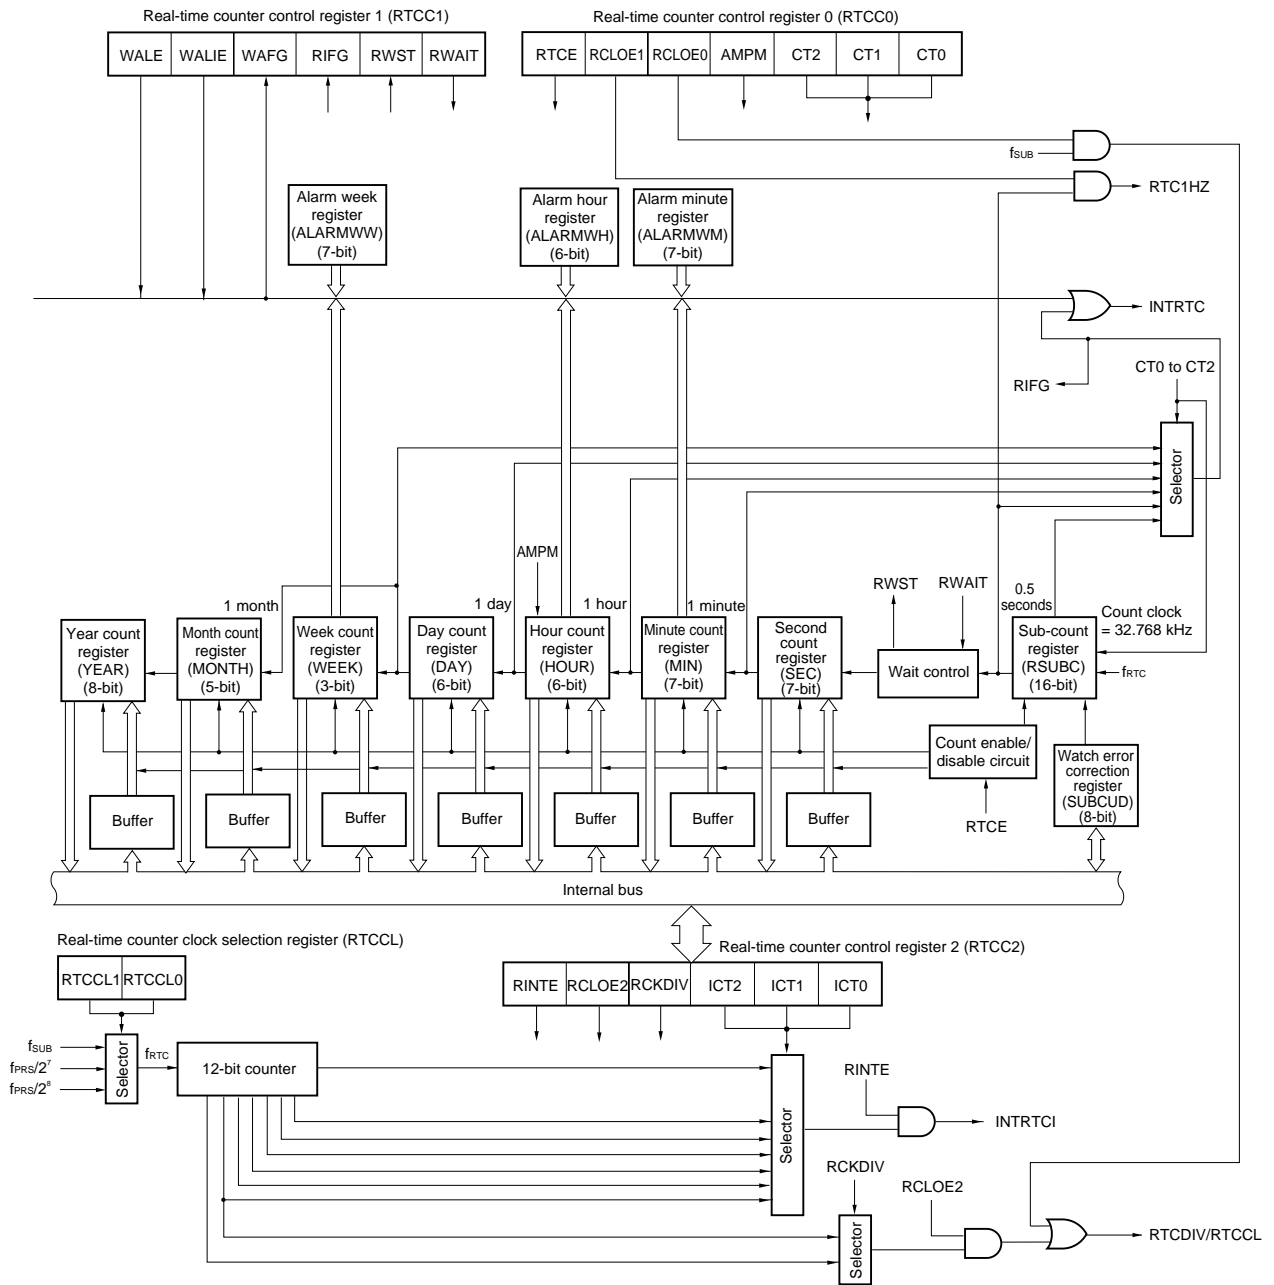 Real-time counter control register 1 (RTCC1)
Real-time counter control register 0 (RTCC0)
WALE WALIE WAFG RIFG RWST RWAIT
RTCE RCLOE1 RCLOE0 AMPM CT2 CT1 CT0
fSUB
RTC1HZ
Alarm week
register
(ALARMWW)
(7-bit)
Alarm hour
register
(ALARMWH)
(6-bit)
Alarm minute
register
(ALARMWM)
(7-bit)
INTRTC
RIFG
CT0 to CT2
Selector
AMPM
RWST
RWAIT
1 month
1 day
1 hour
1 minute
0.5
seconds
Count clock
= 32.768 kHz
Year count
register
(YEAR)
(8-bit)
Month count
register
(MONTH)
(5-bit)
Week count
register
(WEEK)
(3-bit)
Day count
register
(DAY)
(6-bit)
Hour count
register
(HOUR)
(6-bit)
Minute count
register
(MIN)
(7-bit)
Second
count
register
(SEC)
(7-bit)
Wait control
Sub-count
register
(RSUBC)
(16-bit)
fRTC
Count enable/
disable circuit
RTCE
Watch error
correction
register
(SUBCUD)
(8-bit)
Buffer
Buffer
Buffer
Buffer
Buffer
Buffer
Buffer
Internal bus
Real-time counter clock selection register (RTCCL)
Real-time counter control register 2 (RTCC2)
RTCCL1 RTCCL0
RINTE RCLOE2 RCKDIV ICT2 ICT1 ICT0
fSUB
fPRS/2⁷
fPRS/2⁸
Selector
fRTC
12-bit counter
Selector
RINTE
INTRTCI
RCKDIV
Selector
RCLOE2
RTCDIV/RTCCL